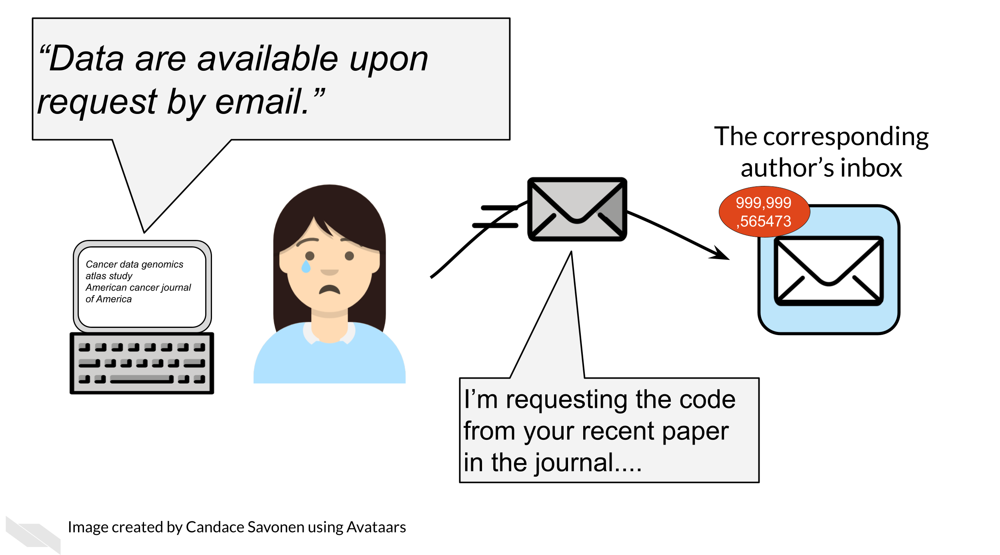 “Data are available upon
request by email.”
The corresponding
author’s inbox
999,999
,565473
Cancer data genomics
atlas study
American cancer journal
of America
I’m requesting the code
from your recent paper
in the journal....
Image created by Candace Savonen using Avataars